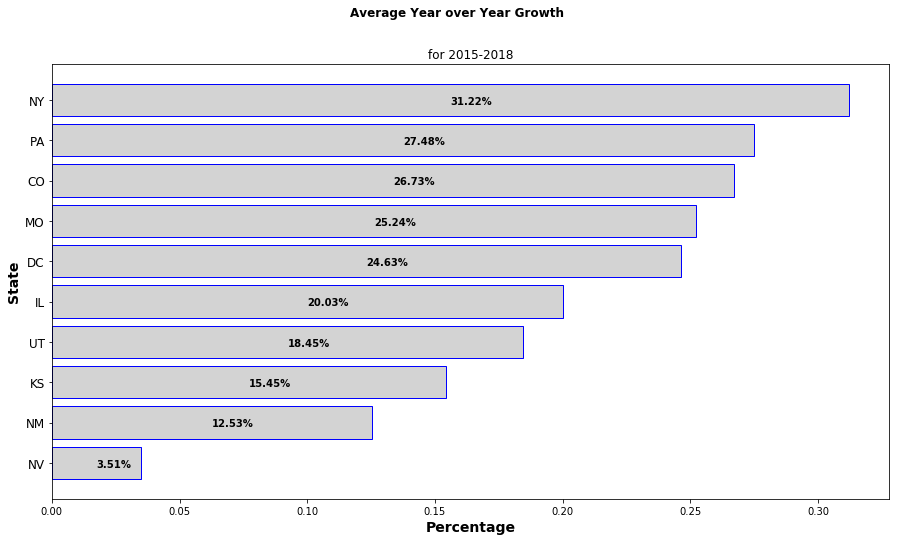 Average Year over Year Growth
for 2015-2018
State
NY 31.22%
PA 27.48%
CO 26.73%
MO 25.24%
DC 24.63%
IL 20.03%
UT 18.45%
KS 15.45%
NM 12.53%
NV 3.51%
0.00 0.05 0.10 0.15 0.20 0.25 0.30
Percentage